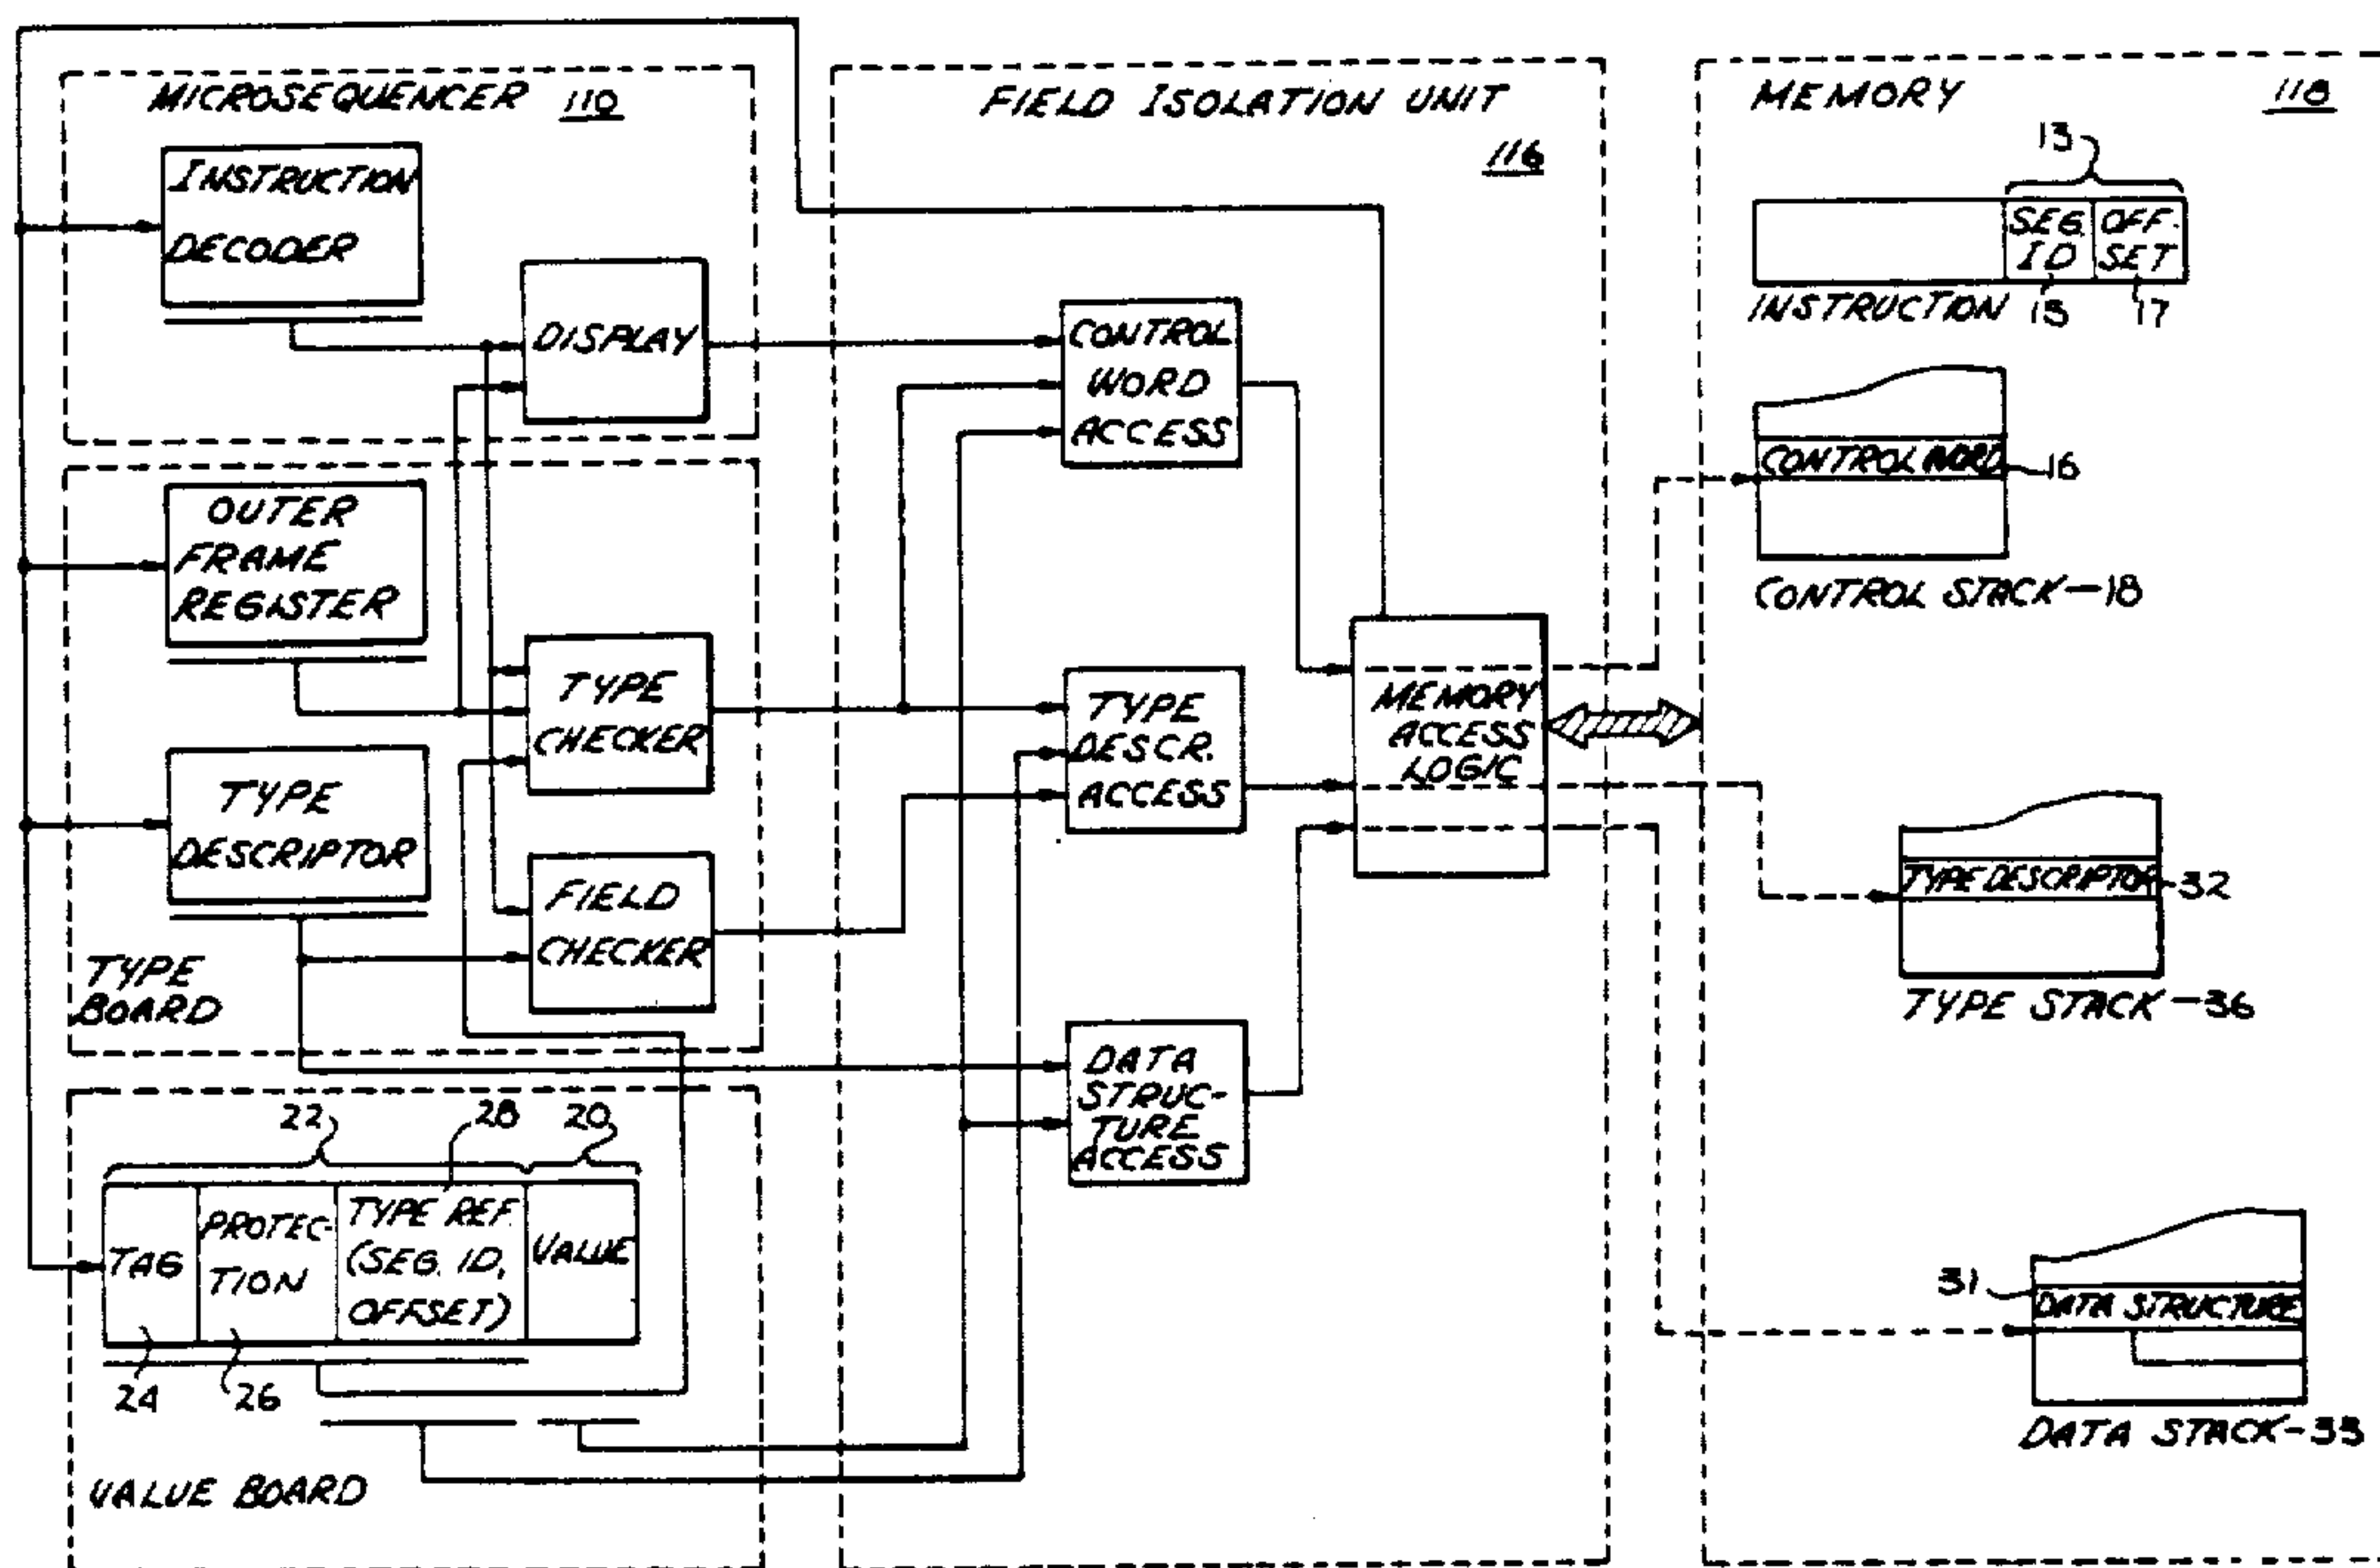 MICROSEQUENCER 110
INSTRUCTION
DECODER
DISPLAY
OUTER
FRAME
REGISTER
TYPE
CHECKER
TYPE
DESCRIPTOR
FIELD
CHECKER
TYPE
BOARD
22
28
20
TAG
PROTEC-
TION
TYPE REF.
(SEG. ID,
OFFSET)
VALUE
24
26
VALUE BOARD
FIELD ISOLATION UNIT
116
CONTROL
WORD
ACCESS
TYPE
DESCR.
ACCESS
DATA
STRUC-
TURE
ACCESS
MEMORY
ACCESS
LOGIC
MEMORY 118
13
SEG
ID
OFF-
SET
INSTRUCTION 15 17
CONTROL WORD 16
CONTROL STACK-18
TYPE DESCRIPTOR-32
TYPE STACK-36
31
DATA STRUCTURE
DATA STACK-33